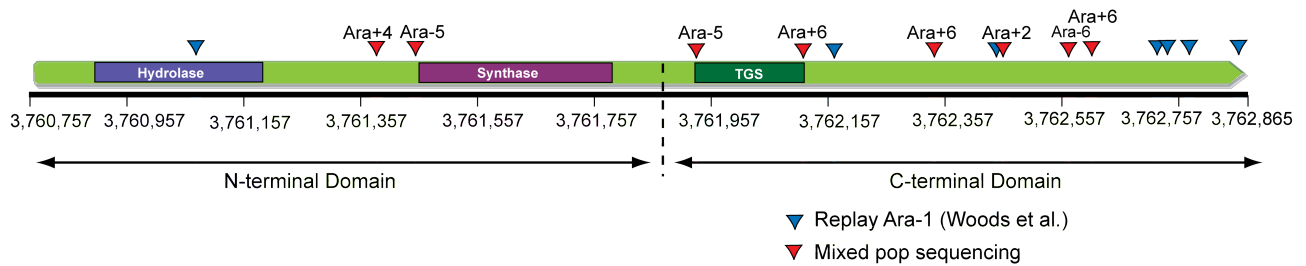 Ara+6
Ara+4 Ara-5 Ara-5 Ara+6 Ara+6 Ara+2 Ara-6
Hydrolase Synthase TGS
3,760,757 3,760,957 3,761,157 3,761,357 3,761,557 3,761,757 3,761,957 3,762,157 3,762,357 3,762,557 3,762,757 3,762,865
N-terminal Domain C-terminal Domain
Replay Ara-1 (Woods et al.)
Mixed pop sequencing